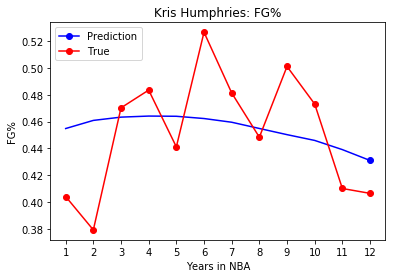 Kris Humphries: FG%
Prediction
True
FG%
0.52
0.50
0.48
0.46
0.44
0.42
0.40
0.38
1 2 3 4 5 6 7 8 9 10 11 12
Years in NBA